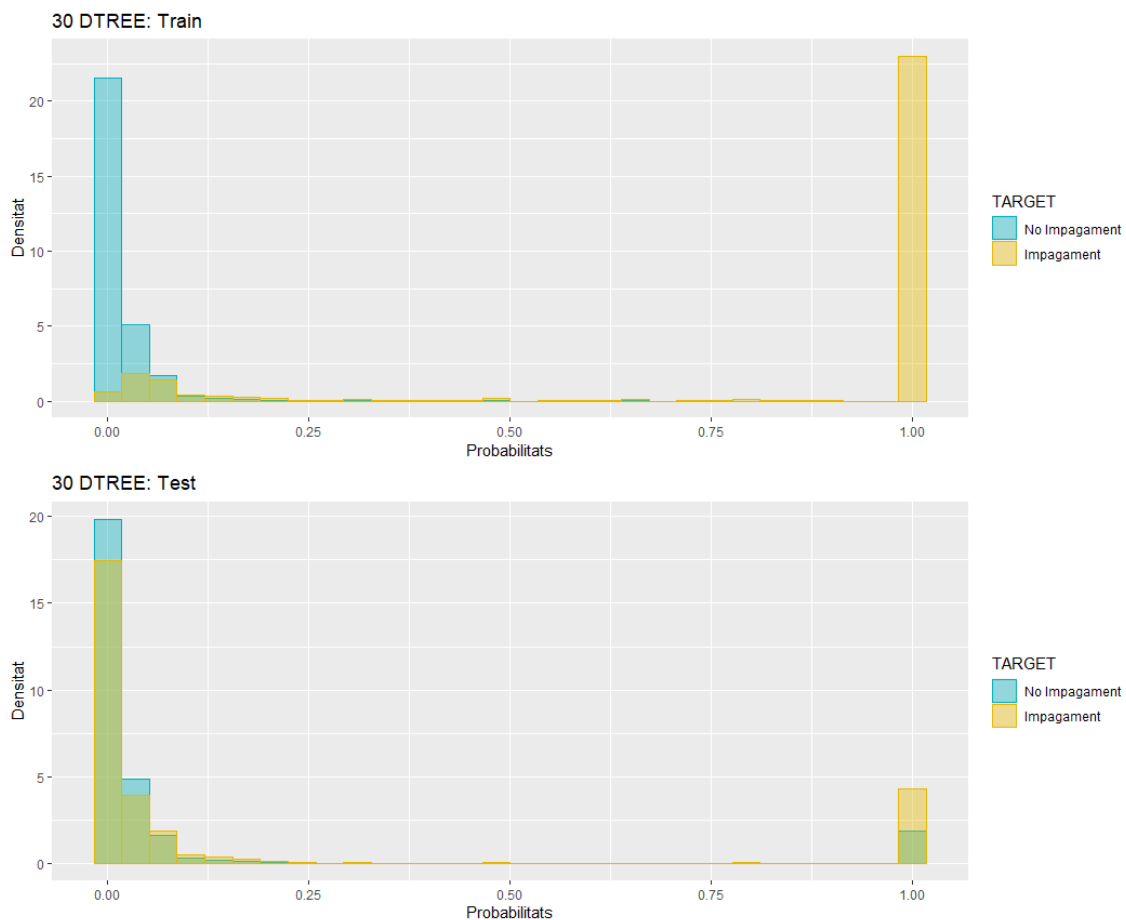 30 DTREE: Train
20
15
10
5
0
Densitat
0.00 0.25 0.50 0.75 1.00
Probabilitats
TARGET
No Impagament
Impagament
30 DTREE: Test
20
15
10
5
0
Densitat
0.00 0.25 0.50 0.75 1.00
Probabilitats
TARGET
No Impagament
Impagament